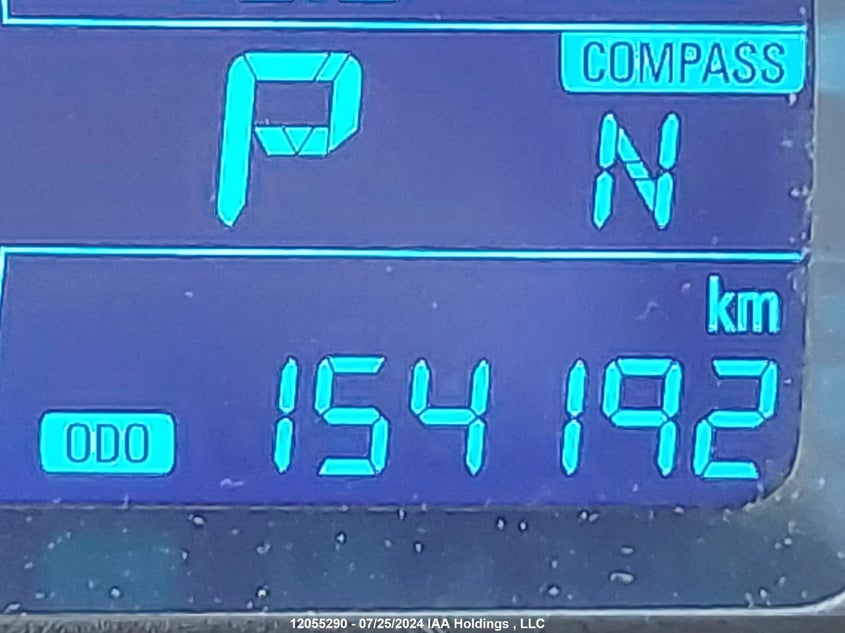 P
COMPASS
N
km
ODO 154192
12055290 - 07/25/2024 IAA Holdings , LLC